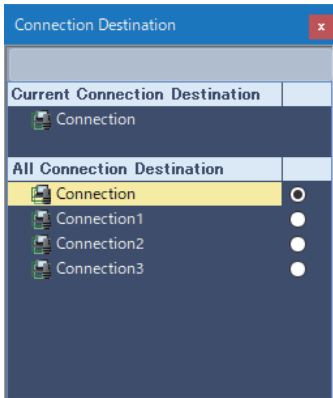 Connection Destination
x
Current Connection Destination
Connection
All Connection Destination
Connection
Connection1
Connection2
Connection3